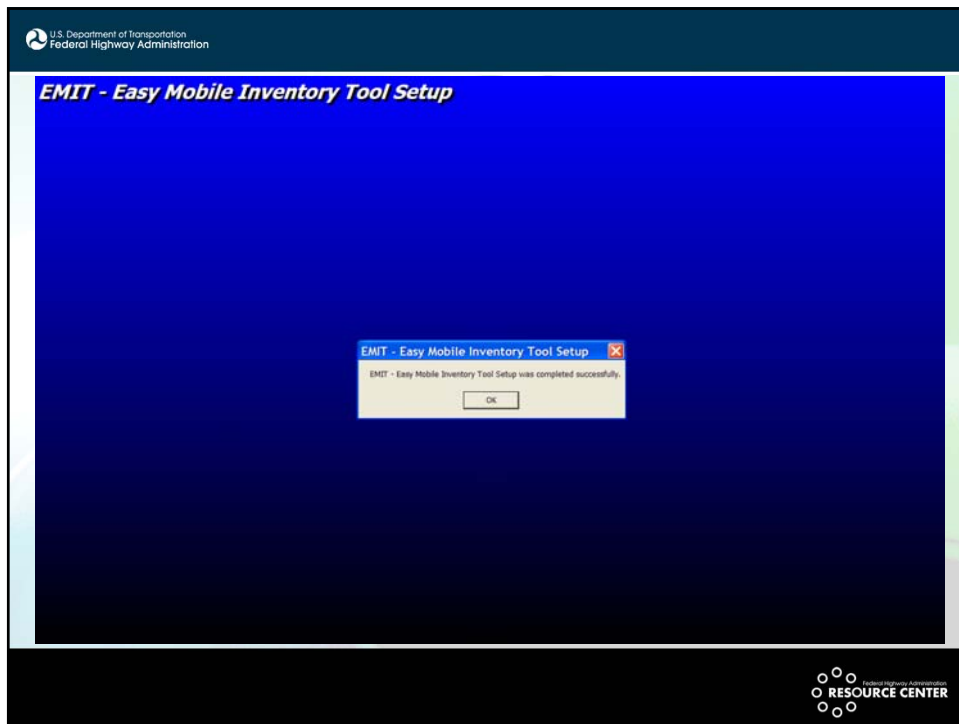 U.S. Department of Transportation
Federal Highway Administration
EMIT - Easy Mobile Inventory Tool Setup
EMIT - Easy Mobile Inventory Tool Setup
EMIT - Easy Mobile Inventory Tool Setup was completed successfully.
OK
Federal Highway Administration
RESOURCE CENTER